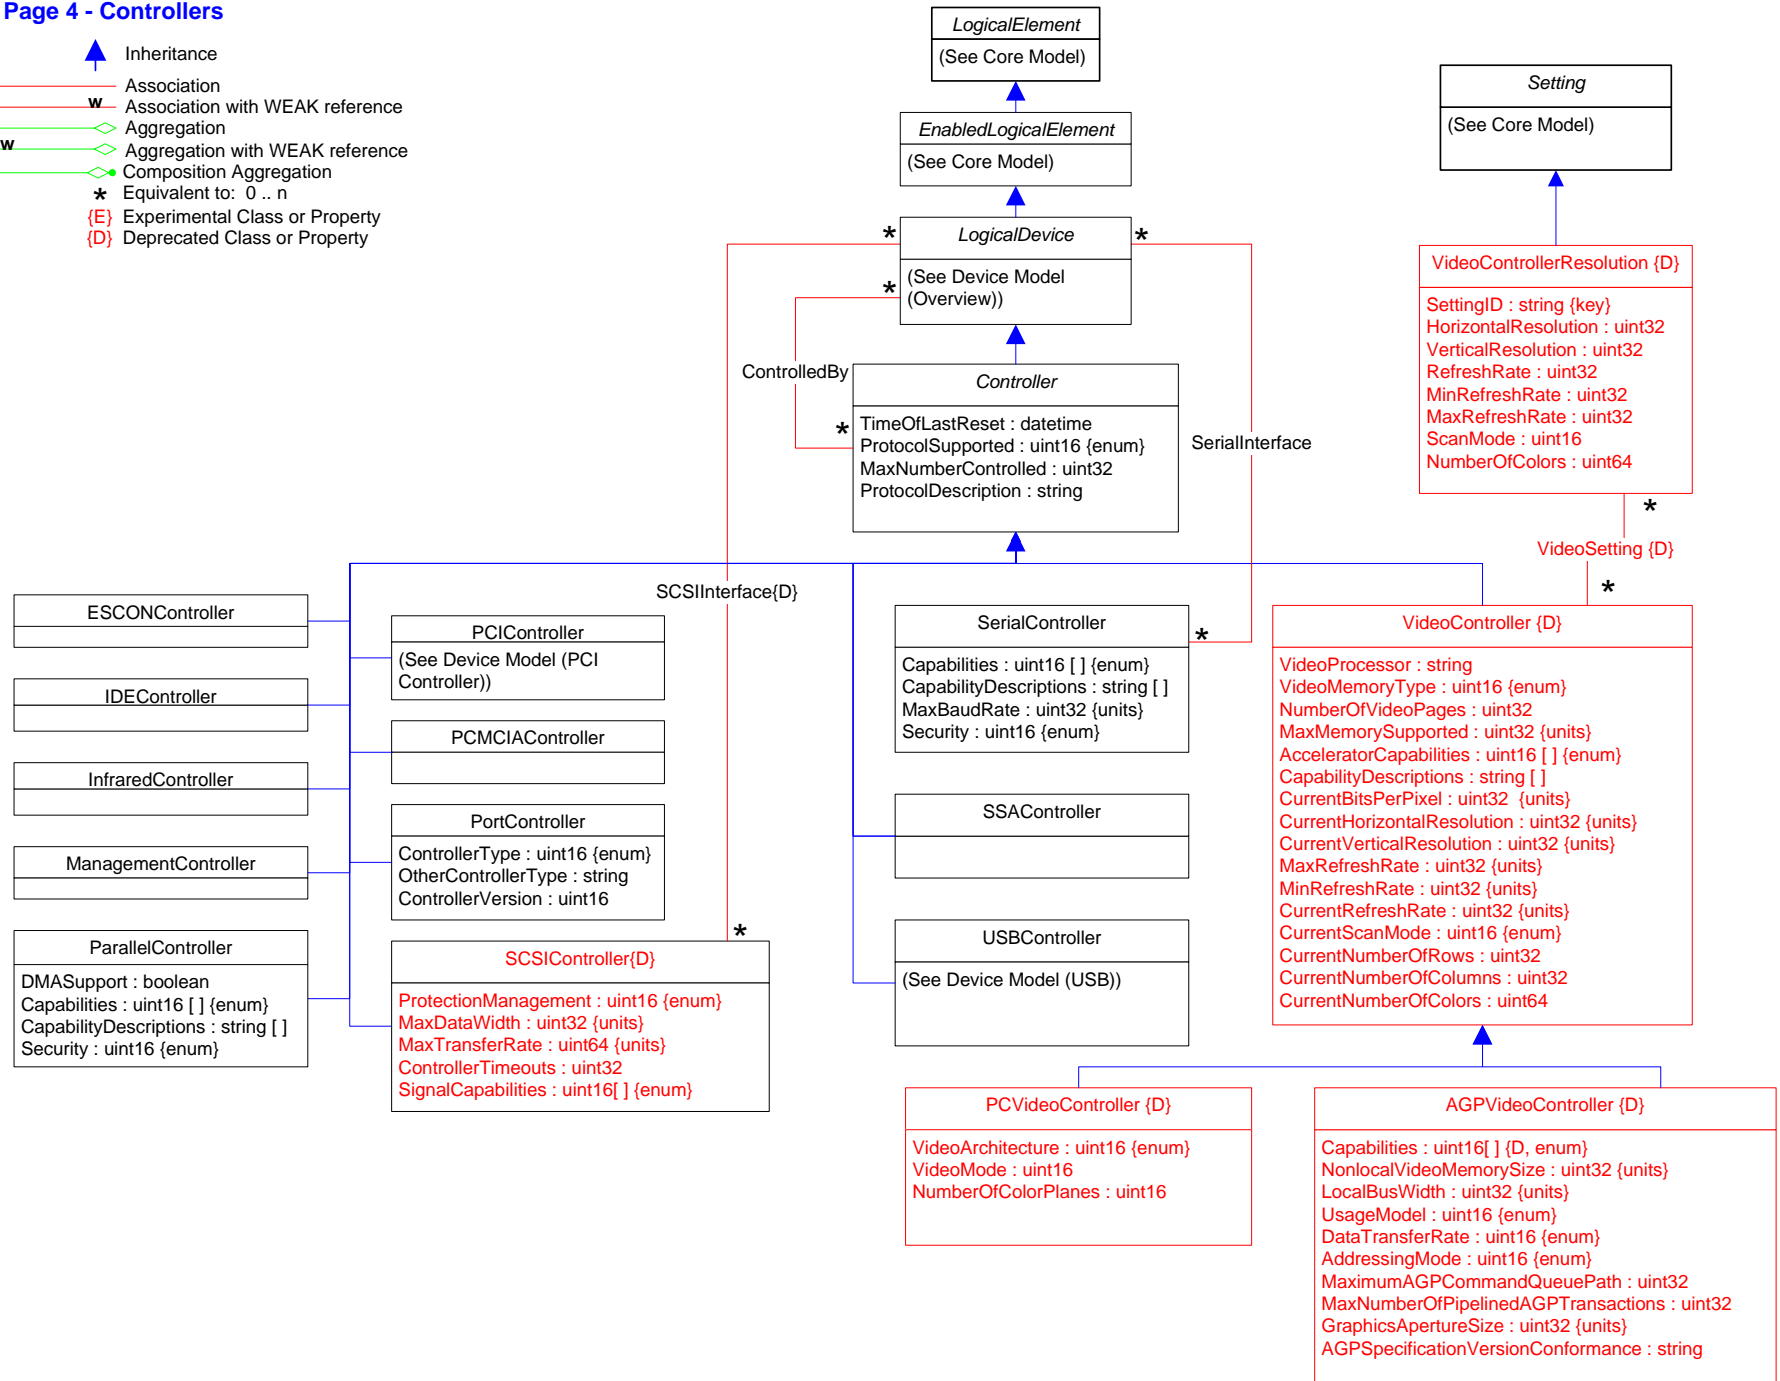 Page 4 - Controllers
Inheritance
Association
w Association with WEAK reference
Aggregation
w Aggregation with WEAK reference
Composition Aggregation
* Equivalent to: 0 .. n
{E} Experimental Class or Property
{D} Deprecated Class or Property
LogicalElement
(See Core Model)
EnabledLogicalElement
(See Core Model)
Setting
(See Core Model)
* LogicalDevice *
(See Device Model
(Overview))
*
ControlledBy
*
Controller
TimeOfLastReset : datetime
ProtocolSupported : uint16 {enum}
MaxNumberControlled : uint32
ProtocolDescription : string
SerialInterface
VideoControllerResolution {D}
SettingID : string {key}
HorizontalResolution : uint32
VerticalResolution : uint32
RefreshRate : uint32
MinRefreshRate : uint32
MaxRefreshRate : uint32
ScanMode : uint16
NumberOfColors : uint64
*
VideoSetting {D}
*
SCSIInterface{D}
ESCONController
IDEController
InfraredController
ManagementController
ParallelController
DMASupport : boolean
Capabilities : uint16 [ ] {enum}
CapabilityDescriptions : string [ ]
Security : uint16 {enum}
PCIController
(See Device Model (PCI
Controller))
PCMCIAController
PortController
ControllerType : uint16 {enum}
OtherControllerType : string
ControllerVersion : uint16
*
SCSIController{D}
ProtectionManagement : uint16 {enum}
MaxDataWidth : uint32 {units}
MaxTransferRate : uint64 {units}
ControllerTimeouts : uint32
SignalCapabilities : uint16[ ] {enum}
SerialController
*
Capabilities : uint16 [ ] {enum}
CapabilityDescriptions : string [ ]
MaxBaudRate : uint32 {units}
Security : uint16 {enum}
SSAController
USBController
(See Device Model (USB))
VideoController {D}
VideoProcessor : string
VideoMemoryType : uint16 {enum}
NumberOfVideoPages : uint32
MaxMemorySupported : uint32 {units}
AcceleratorCapabilities : uint16 [ ] {enum}
CapabilityDescriptions : string [ ]
CurrentBitsPerPixel : uint32 {units}
CurrentHorizontalResolution : uint32 {units}
CurrentVerticalResolution : uint32 {units}
MaxRefreshRate : uint32 {units}
MinRefreshRate : uint32 {units}
CurrentRefreshRate : uint32 {units}
CurrentScanMode : uint16 {enum}
CurrentNumberOfRows : uint32
CurrentNumberOfColumns : uint32
CurrentNumberOfColors : uint64
PCVideoController {D}
VideoArchitecture : uint16 {enum}
VideoMode : uint16
NumberOfColorPlanes : uint16
AGPVideoController {D}
Capabilities : uint16[ ] {D, enum}
NonlocalVideoMemorySize : uint32 {units}
LocalBusWidth : uint32 {units}
UsageModel : uint16 {enum}
DataTransferRate : uint16 {enum}
AddressingMode : uint16 {enum}
MaximumAGPCommandQueuePath : uint32
MaxNumberOfPipelinedAGPTransactions : uint32
GraphicsApertureSize : uint32 {units}
AGPSpecificationVersionConformance : string